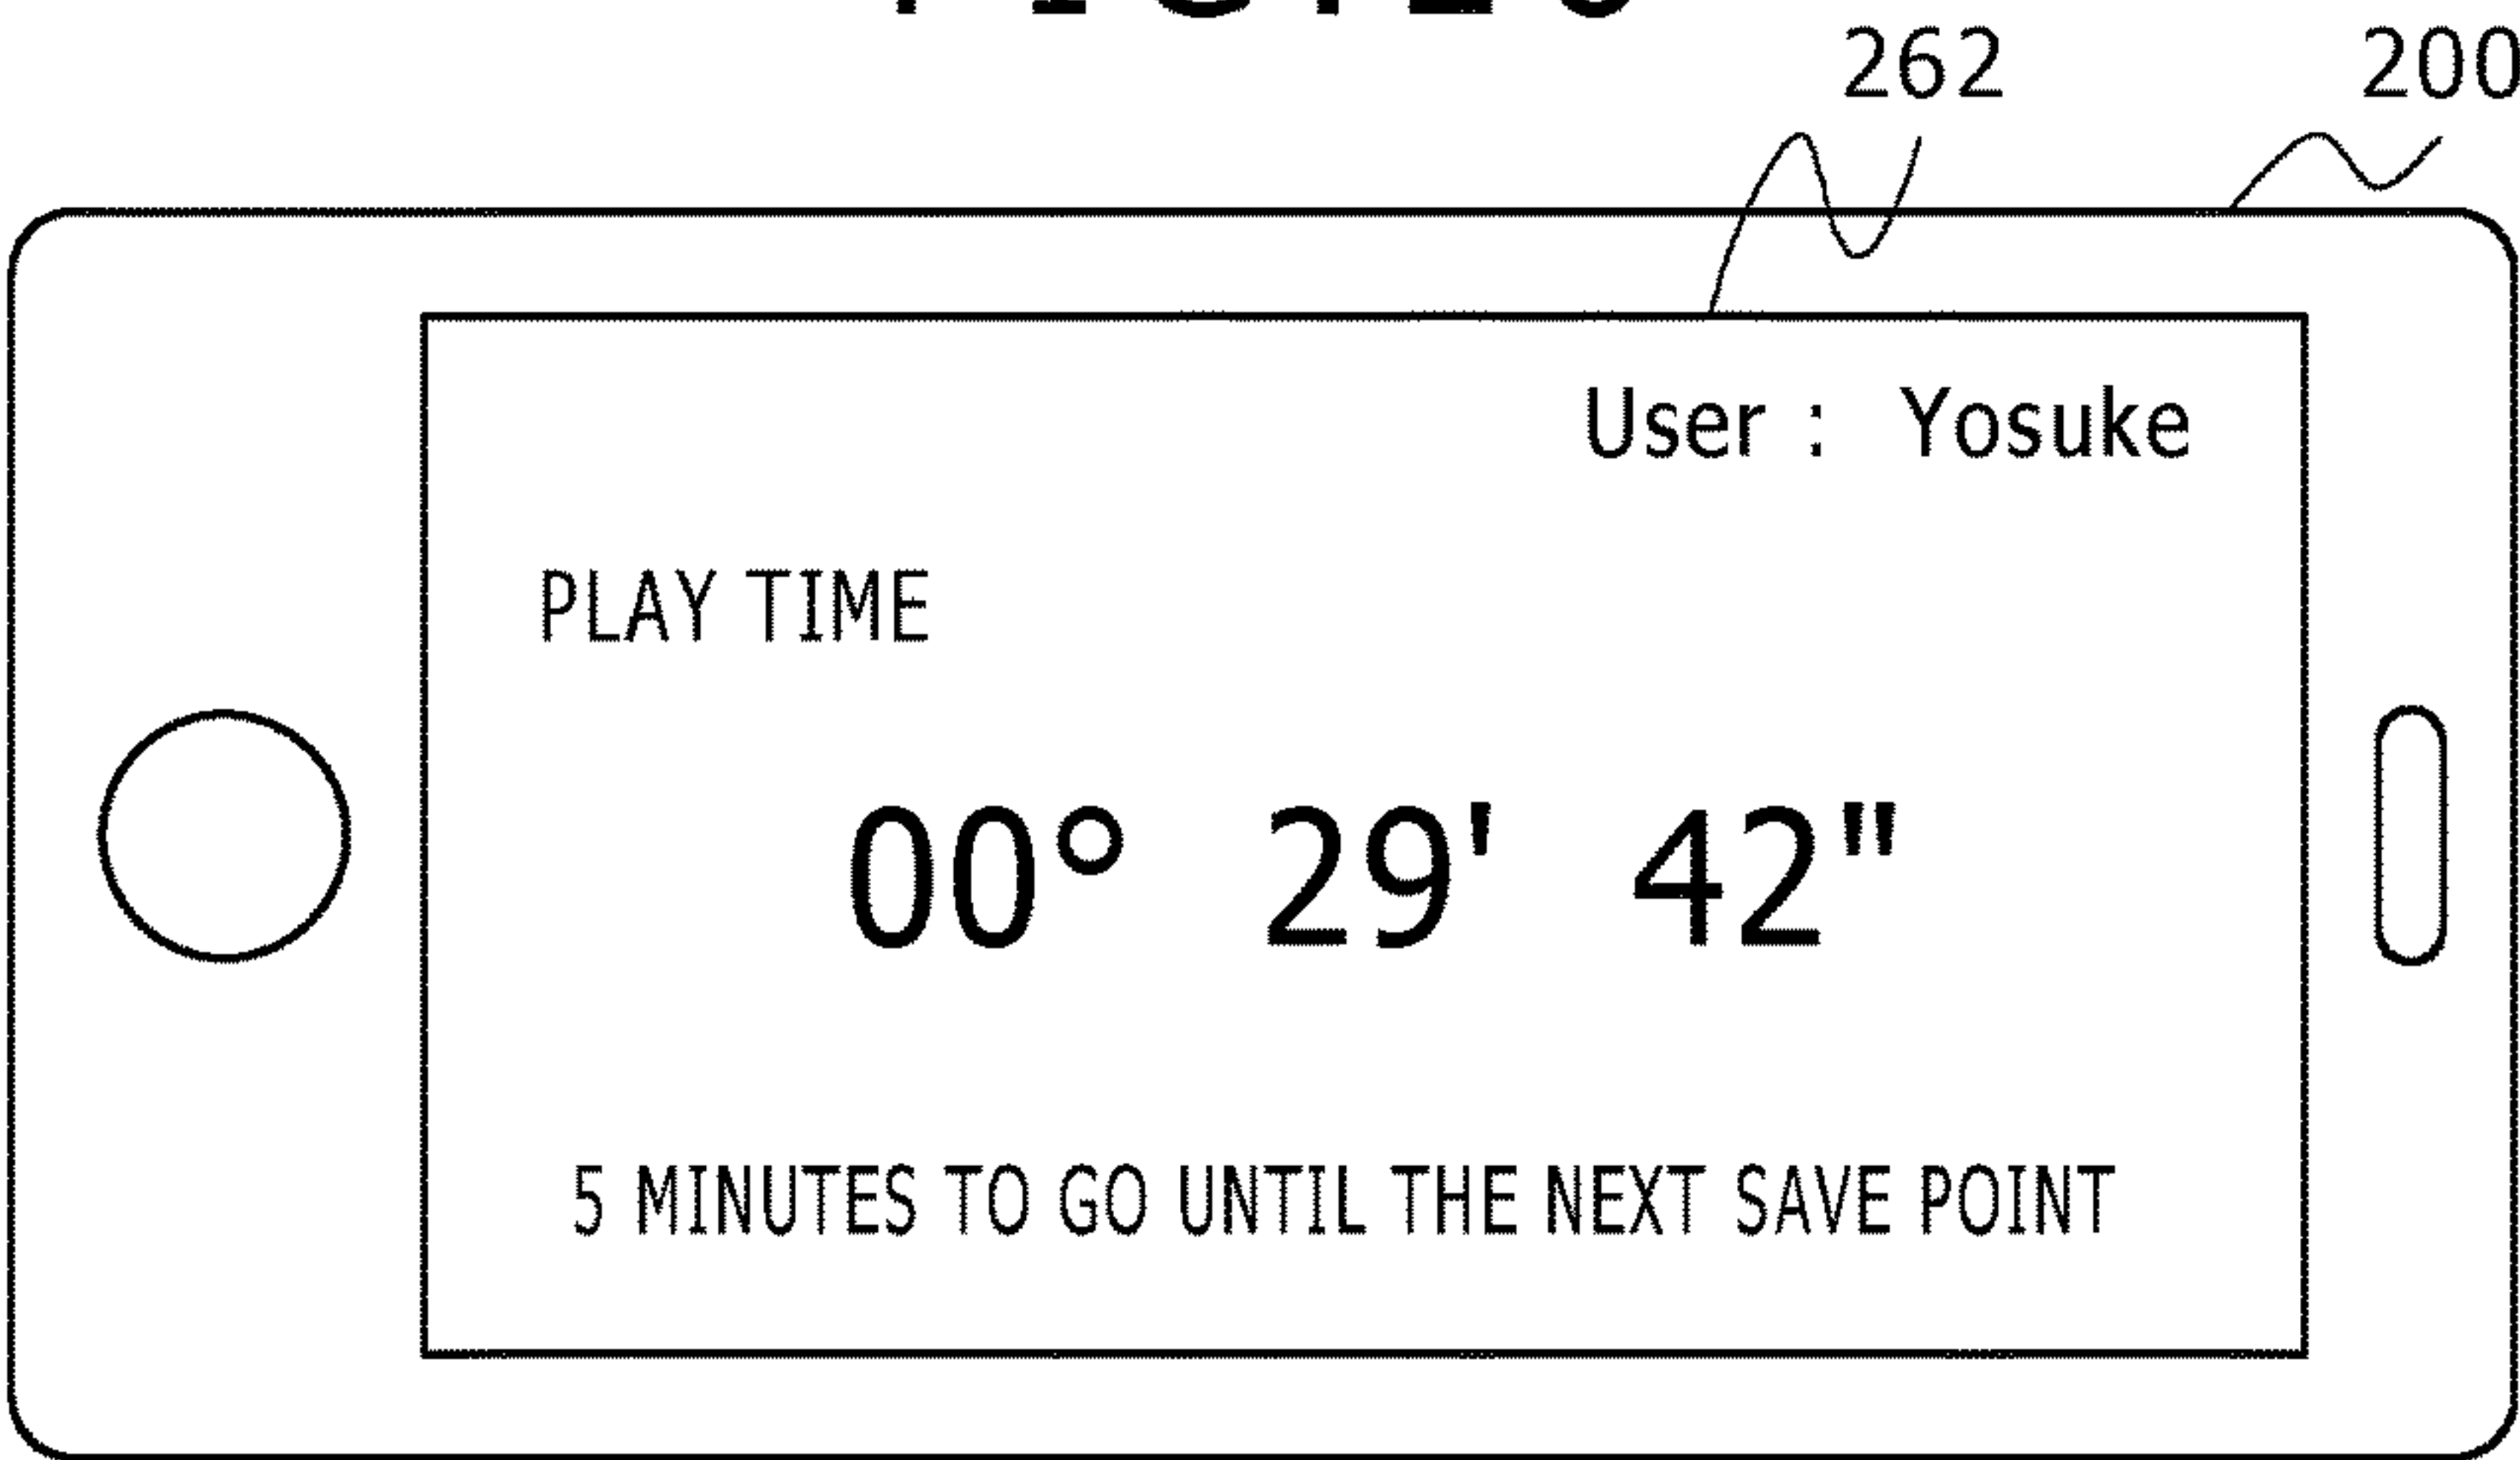 262 200
User : Yosuke
PLAY TIME
00° 29' 42"
5 MINUTES TO GO UNTIL THE NEXT SAVE POINT